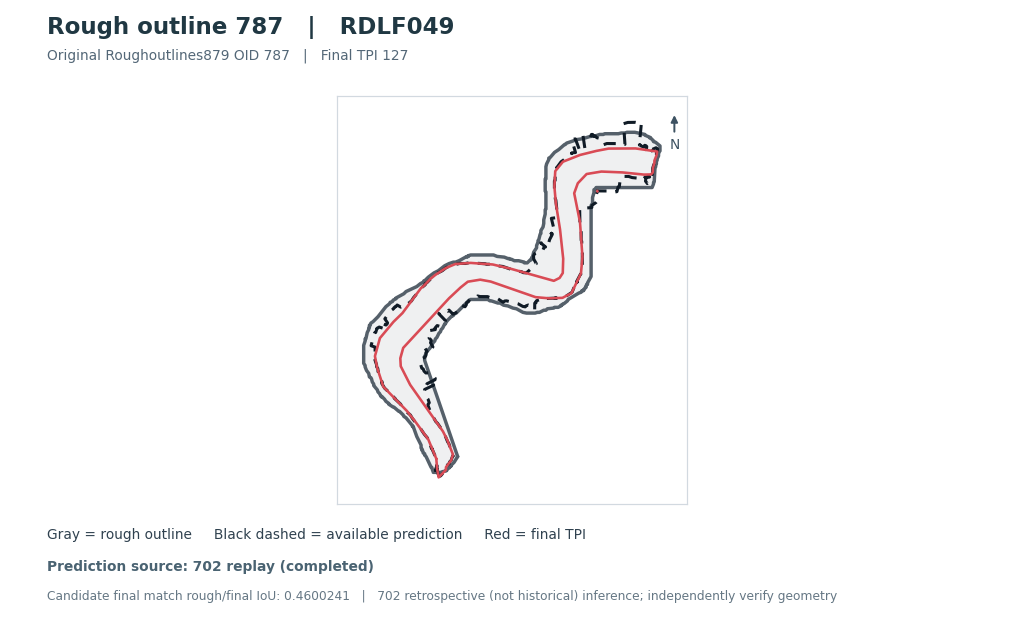 Rough outline 787 | RDLF049
Original Roughoutlines879 OID 787 | Final TPI 127
N
Gray = rough outline Black dashed = available prediction Red = final TPI
Prediction source: 702 replay (completed)
Candidate final match rough/final IoU: 0.4600241 | 702 retrospective (not historical) inference; independently verify geometry